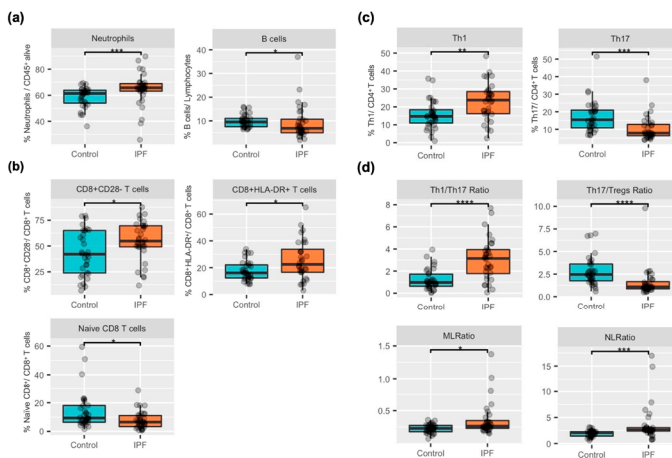 (a)
Neutrophils
***
% Neutrophils / CD45⁺ alive
80
60
40
Control
IPF
B cells
*
% B cells/ Lymphocytes
40
30
20
10
Control
IPF
(b)
CD8+CD28- T cells
*
% CD8⁺CD28⁻/ CD8⁺ T cells
75
50
25
Control
IPF
CD8+HLA-DR+ T cells
*
% CD8⁺HLA-DR⁺/ CD8⁺ T cells
60
40
20
0
Control
IPF
Naive CD8 T cells
*
% Naïve CD8⁺/ CD8⁺ T cells
60
40
20
0
Control
IPF
(c)
Th1
**
% Th1/ CD4⁺T cells
50
40
30
20
10
0
Control
IPF
Th17
***
% Th17/ CD4⁺T cells
50
40
30
20
10
Control
IPF
(d)
Th1/Th17 Ratio
****
8
6
4
2
0
Control
IPF
Th17/Tregs Ratio
****
10.0
7.5
5.0
2.5
0.0
Control
IPF
MLRatio
*
1.5
1.0
0.5
Control
IPF
NLRatio
***
15
10
5
Control
IPF